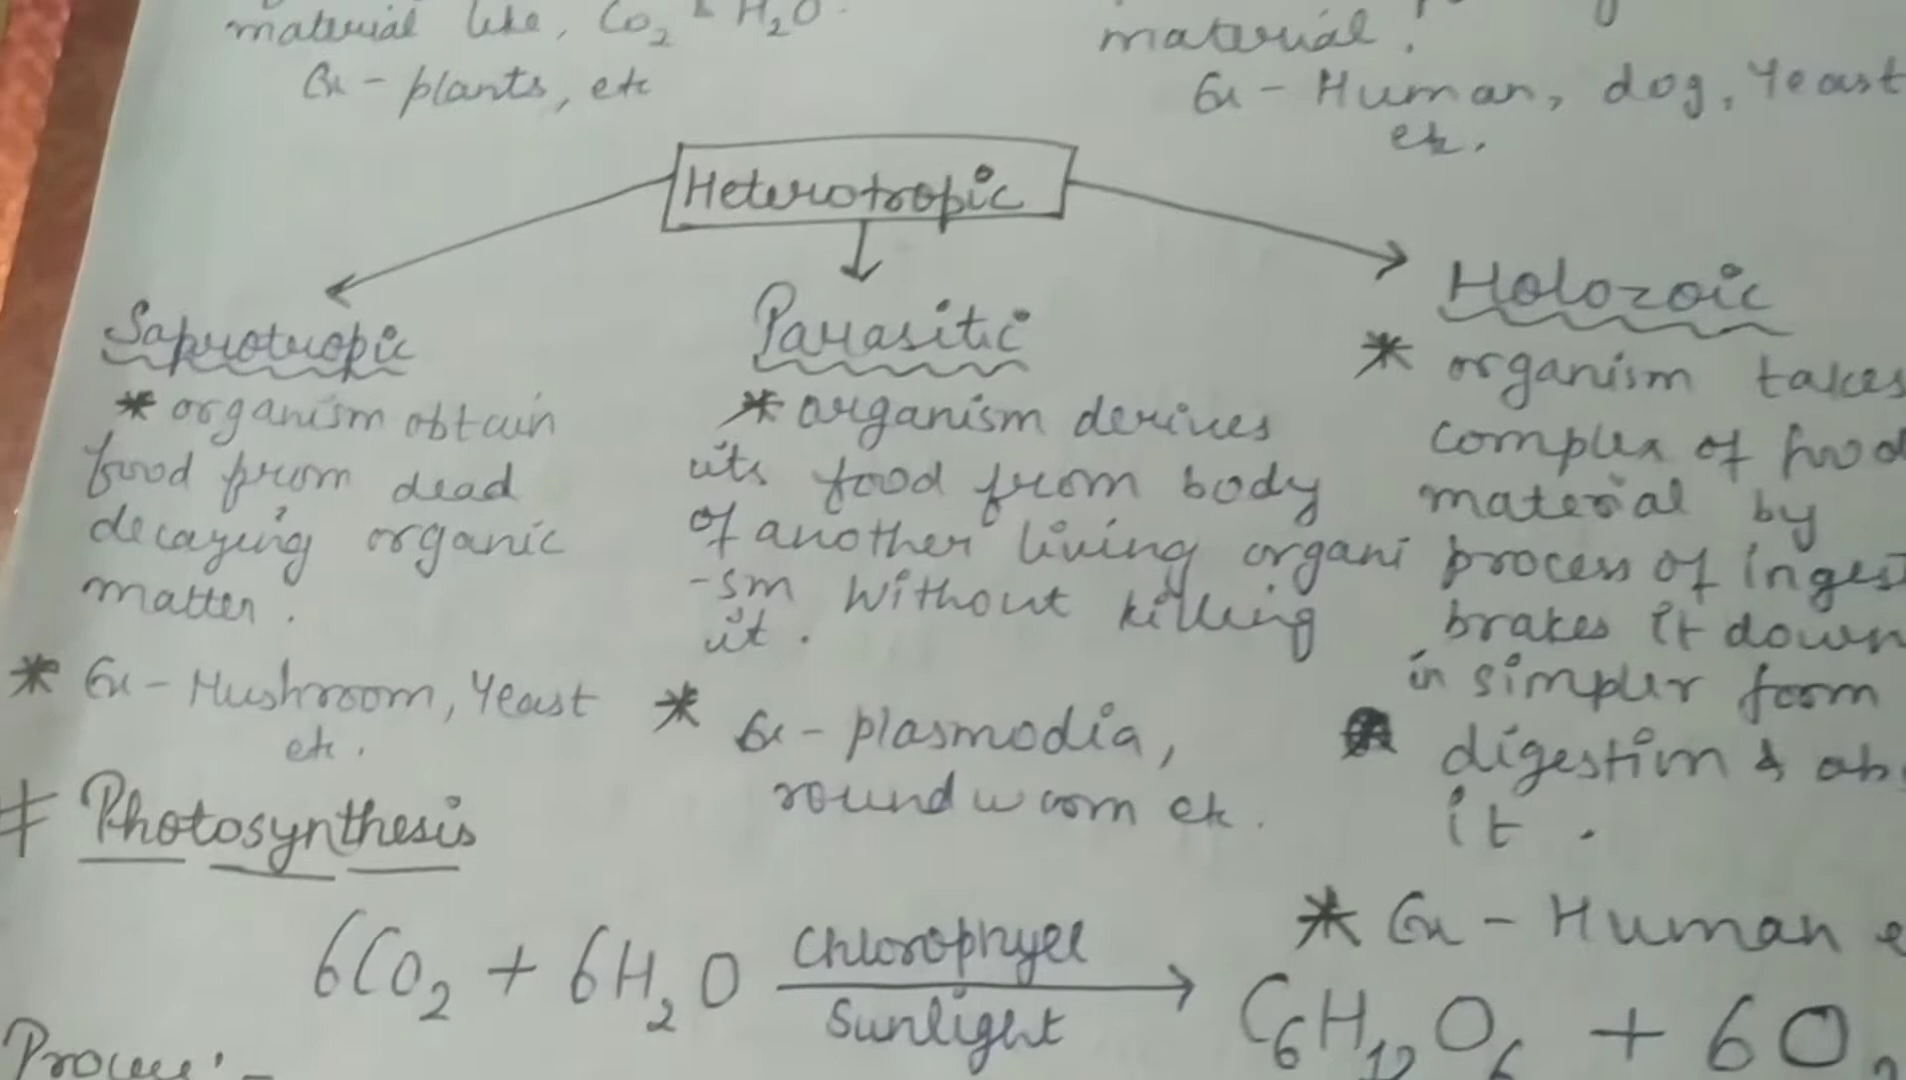 material like, Co2 & H2O.
Ex - plants, etc
material.
Ex - Human, dog, Yeast
etc.
Heterotropic
Saprotropic
* organism obtain
food from dead
decaying organic
matter.
* Ex - Mushroom, Yeast
etc.
Parasitic
* organism derives
its food from body
of another living organi
-sm without killing
it.
* Ex - plasmodia,
roundworm etc.
Holozoic
* organism takes
complex of food
material by
process of inges
brakes it down
in simpler form
digestion & ab
it.
* Ex - Human e
# Photosynthesis
6CO2 + 6H2O Chlorophyll Sunlight → C6H12O6 + 6O2
Process :-